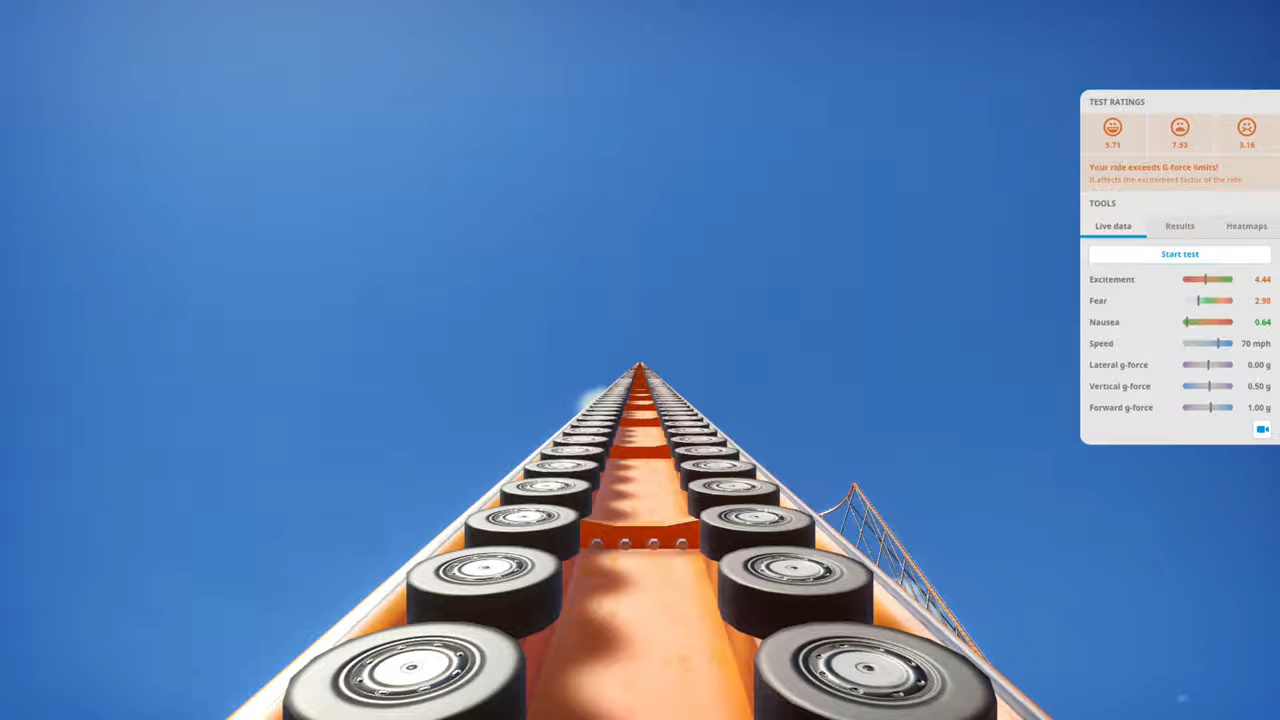 TEST RATINGS
5.71 7.93 3.16
Your ride exceeds G-force limits!
It affects the excitement factor of the ride
TOOLS
Live data Results Heatmaps
Start test
Excitement 4.44
Fear 2.98
Nausea 0.64
Speed 70 mph
Lateral g-force 0.00 g
Vertical g-force 0.50 g
Forward g-force 1.00 g